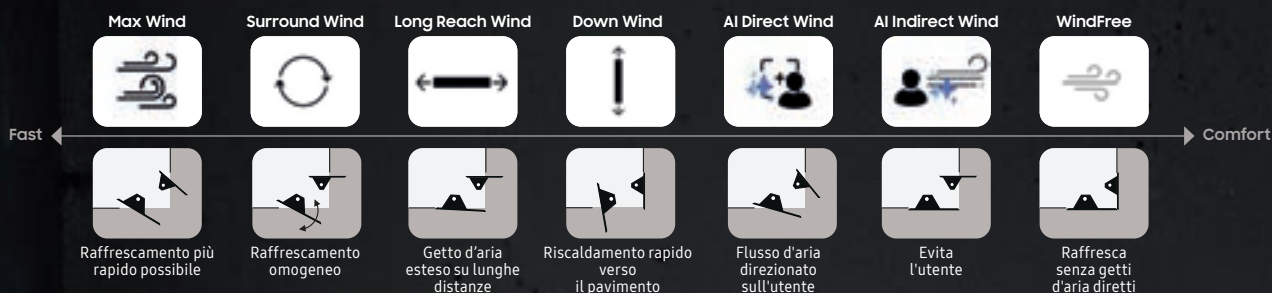 Max Wind
Surround Wind
Long Reach Wind
Down Wind
AI Direct Wind
AI Indirect Wind
WindFree
Fast
Comfort
Raffrescamento più
rapido possibile
Raffrescamento
omogeneo
Getto d'aria
esteso su lunghe
distanze
Riscaldamento rapido
verso
il pavimento
Flusso d'aria
direzionato
sull'utente
Evita
l'utente
Raffresca
senza getti
d'aria diretti